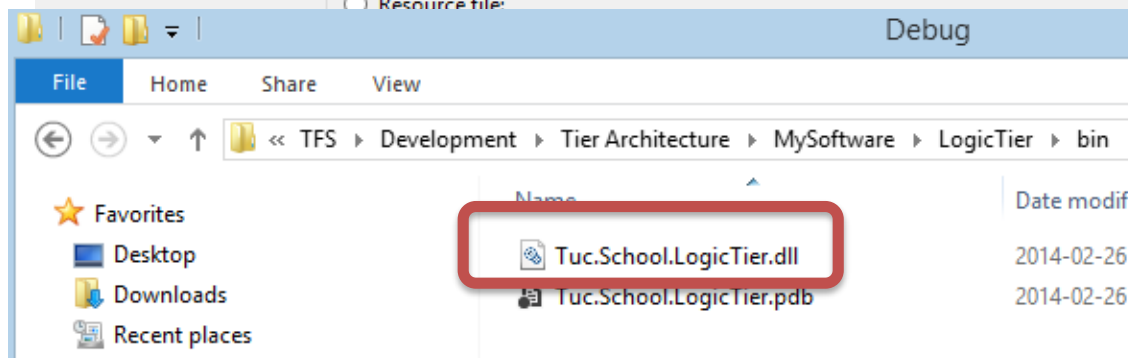 Resource file:
Debug
File Home Share View
« TFS Development Tier Architecture MySoftware LogicTier bin
Name Date modif
Favorites
Desktop Tuc.School.LogicTier.dll 2014-02-26
Downloads Tuc.School.LogicTier.pdb 2014-02-26
Recent places